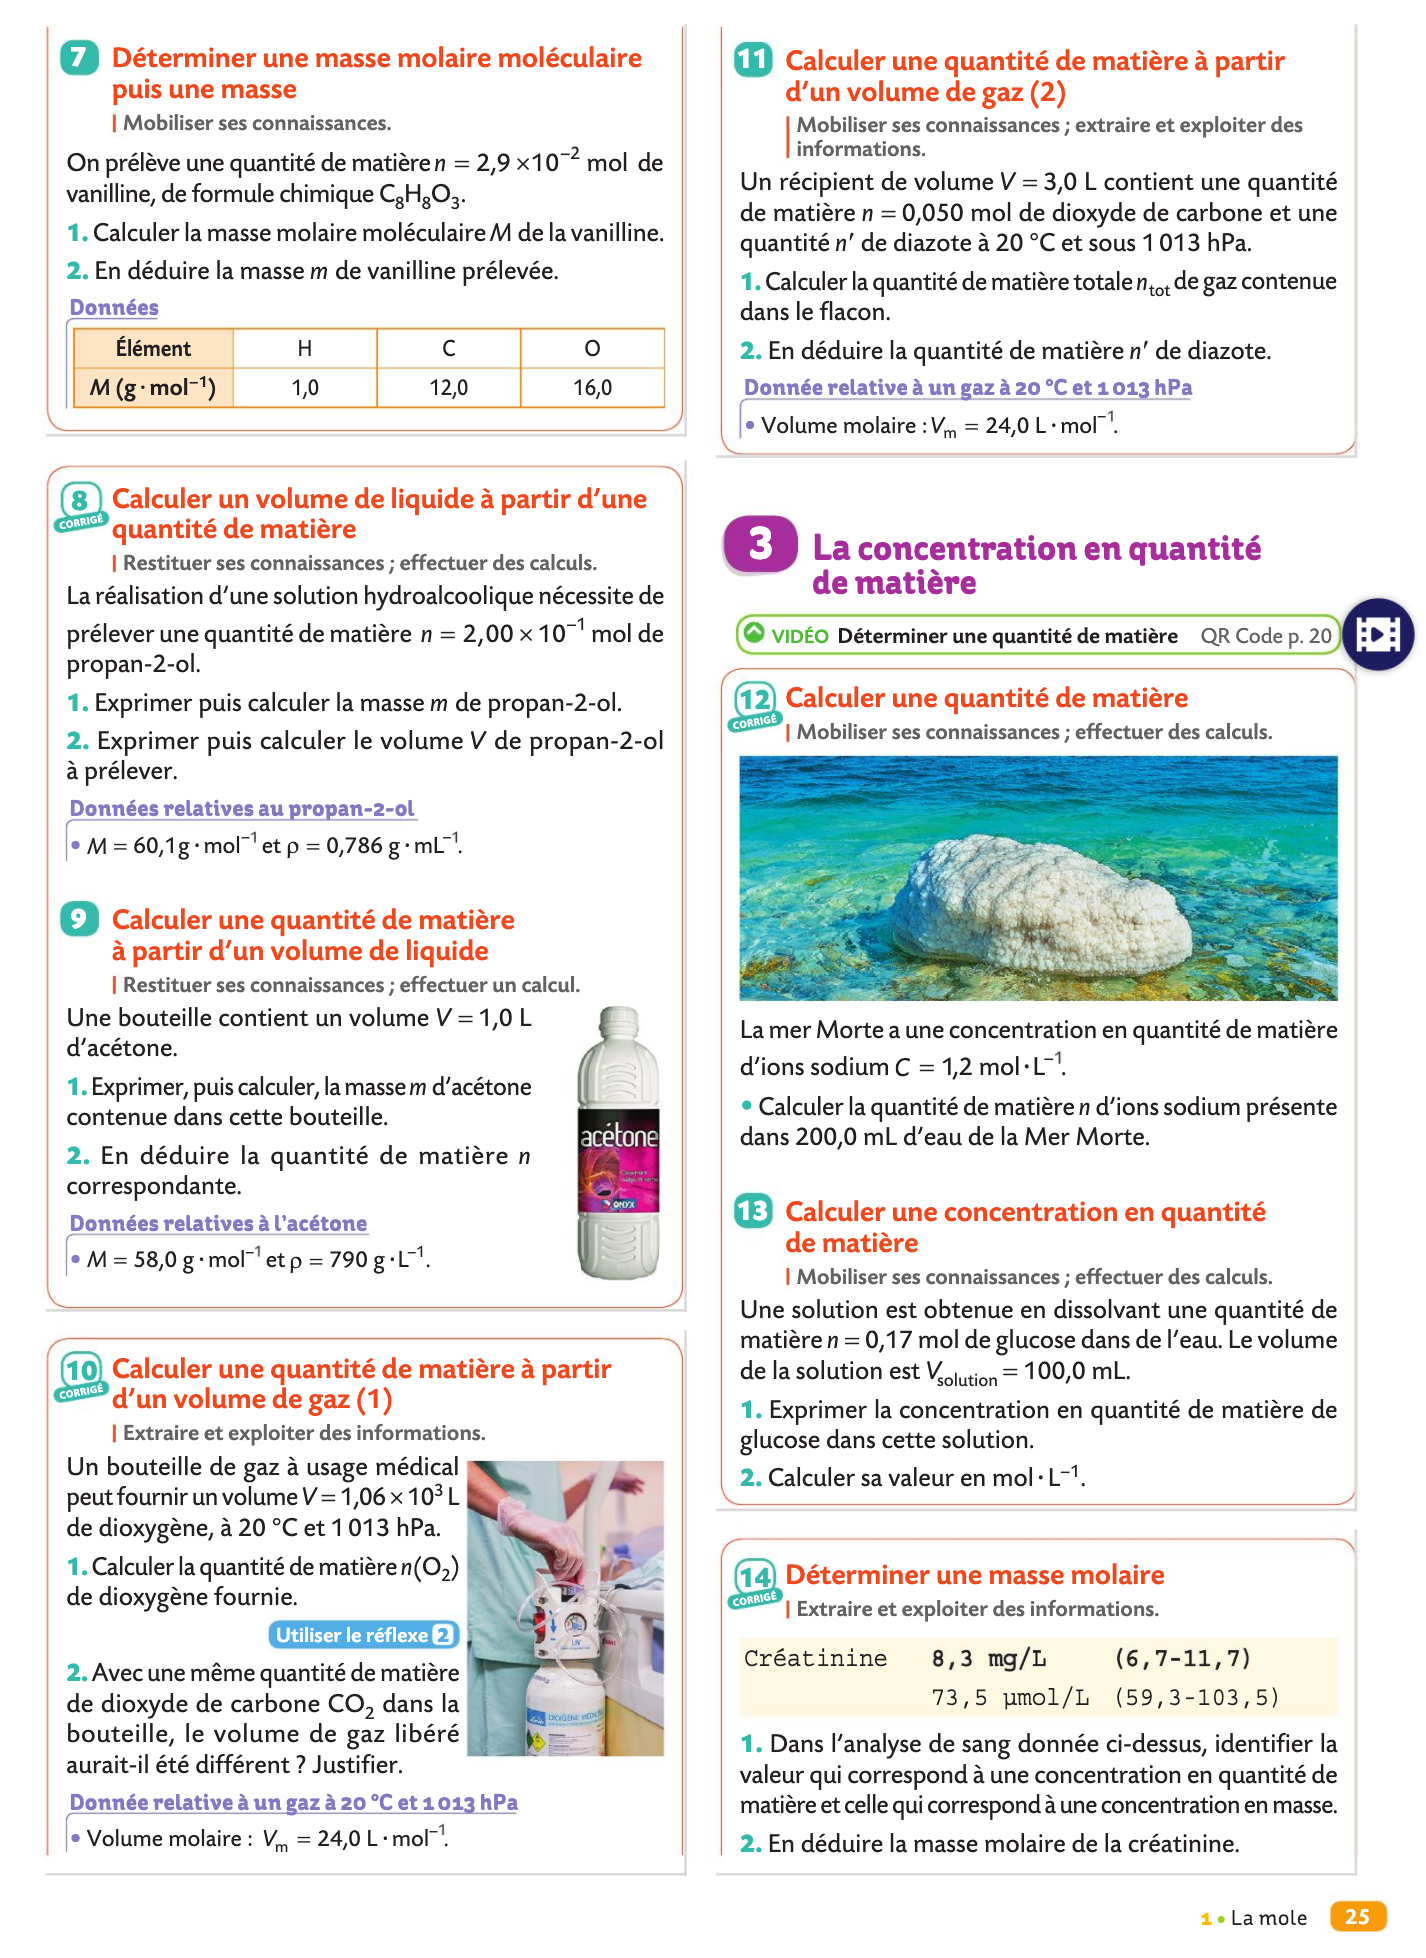 7 Déterminer une masse molaire moléculaire
puis une masse
Mobiliser ses connaissances.
On prélève une quantité de matière n = 2,9 ×10⁻² mol de
vanilline, de formule chimique C₈H₈O₃.
1. Calculer la masse molaire moléculaire M de la vanilline.
2. En déduire la masse m de vanilline prélevée.
Données
Élément H C O
M (g · mol⁻¹) 1,0 12,0 16,0
8 Calculer un volume de liquide à partir d’une
CORRIGÉ quantité de matière
Restituer ses connaissances ; effectuer des calculs.
La réalisation d’une solution hydroalcoolique nécessite de
prélever une quantité de matière n = 2,00 × 10⁻¹ mol de
propan-2-ol.
1. Exprimer puis calculer la masse m de propan-2-ol.
2. Exprimer puis calculer le volume V de propan-2-ol
à prélever.
Données relatives au propan-2-ol
• M = 60,1 g · mol⁻¹ et ρ = 0,786 g · mL⁻¹.
9 Calculer une quantité de matière
à partir d’un volume de liquide
Restituer ses connaissances ; effectuer un calcul.
Une bouteille contient un volume V = 1,0 L
d’acétone.
1. Exprimer, puis calculer, la masse m d’acétone
contenue dans cette bouteille.
2. En déduire la quantité de matière n
correspondante.
Données relatives à l’acétone
• M = 58,0 g · mol⁻¹ et ρ = 790 g · L⁻¹.
acétone
ONYX
10 Calculer une quantité de matière à partir
CORRIGÉ d’un volume de gaz (1)
Extraire et exploiter des informations.
Un bouteille de gaz à usage médical
peut fournir un volume V = 1,06 × 10³ L
de dioxygène, à 20 °C et 1 013 hPa.
1. Calculer la quantité de matière n(O₂)
de dioxygène fournie.
Utiliser le réflexe 2
2. Avec une même quantité de matière
de dioxyde de carbone CO₂ dans la
bouteille, le volume de gaz libéré
aurait-il été différent ? Justifier.
Donnée relative à un gaz à 20 °C et 1 013 hPa
• Volume molaire : Vₘ = 24,0 L · mol⁻¹.
LIV
OXYGENE MEDICINAL
11 Calculer une quantité de matière à partir
d’un volume de gaz (2)
Mobiliser ses connaissances ; extraire et exploiter des
informations.
Un récipient de volume V = 3,0 L contient une quantité
de matière n = 0,050 mol de dioxyde de carbone et une
quantité n′ de diazote à 20 °C et sous 1 013 hPa.
1. Calculer la quantité de matière totale nₜₒₜ de gaz contenue
dans le flacon.
2. En déduire la quantité de matière n′ de diazote.
Donnée relative à un gaz à 20 °C et 1 013 hPa
• Volume molaire : Vₘ = 24,0 L · mol⁻¹.
3 La concentration en quantité
de matière
VIDÉO Déterminer une quantité de matière QR Code p. 20
12 Calculer une quantité de matière
CORRIGÉ Mobiliser ses connaissances ; effectuer des calculs.
La mer Morte a une concentration en quantité de matière
d’ions sodium C = 1,2 mol · L⁻¹.
• Calculer la quantité de matière n d’ions sodium présente
dans 200,0 mL d’eau de la Mer Morte.
13 Calculer une concentration en quantité
de matière
Mobiliser ses connaissances ; effectuer des calculs.
Une solution est obtenue en dissolvant une quantité de
matière n = 0,17 mol de glucose dans de l’eau. Le volume
de la solution est Vsolution = 100,0 mL.
1. Exprimer la concentration en quantité de matière de
glucose dans cette solution.
2. Calculer sa valeur en mol · L⁻¹.
14 Déterminer une masse molaire
CORRIGÉ Extraire et exploiter des informations.
Créatinine 8,3 mg/L (6,7-11,7)
73,5 µmol/L (59,3-103,5)
1. Dans l’analyse de sang donnée ci-dessus, identifier la
valeur qui correspond à une concentration en quantité de
matière et celle qui correspond à une concentration en masse.
2. En déduire la masse molaire de la créatinine.
1 • La mole 25